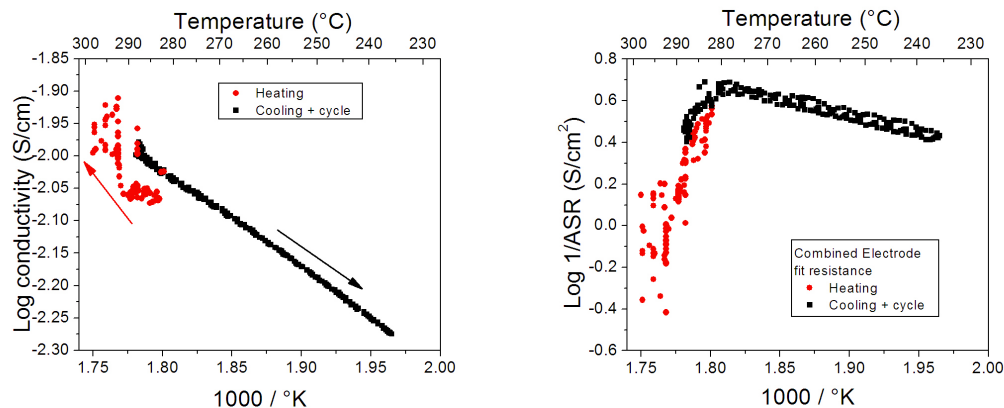 Temperature (°C)
300 290 280 270 260 250 240 230
-1.85
-1.90
-1.95
-2.00
-2.05
-2.10
-2.15
-2.20
-2.25
-2.30
Log conductivity (S/cm)
Heating
Cooling + cycle
1.75 1.80 1.85 1.90 1.95 2.00
1000 / °K
Temperature (°C)
300 290 280 270 260 250 240 230
0.8
0.6
0.4
0.2
0.0
-0.2
-0.4
-0.6
Log 1/ASR (S/cm²)
Combined Electrode
fit resistance
Heating
Cooling + cycle
1.75 1.80 1.85 1.90 1.95 2.00
1000 / °K